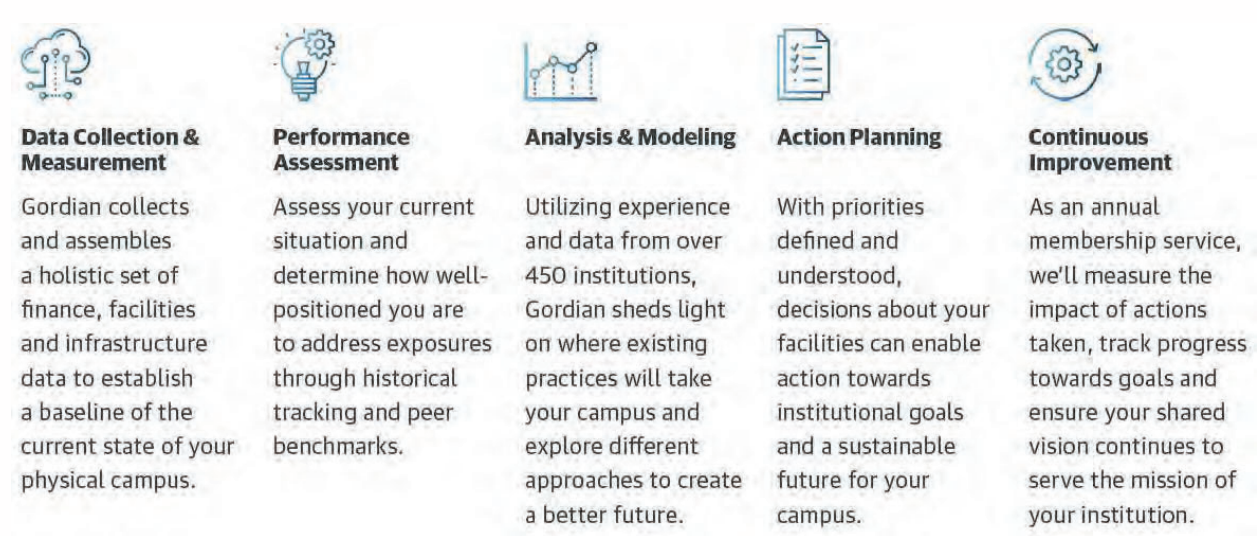 Data Collection &
Measurement
Gordian collects
and assembles
a holistic set of
finance, facilities
and infrastructure
data to establish
a baseline of the
current state of your
physical campus.
Performance
Assessment
Assess your current
situation and
determine how well-
positioned you are
to address exposures
through historical
tracking and peer
benchmarks.
Analysis & Modeling
Utilizing experience
and data from over
450 institutions,
Gordian sheds light
on where existing
practices will take
your campus and
explore different
approaches to create
a better future.
Action Planning
With priorities
defined and
understood,
decisions about your
facilities can enable
action towards
institutional goals
and a sustainable
future for your
campus.
Continuous
Improvement
As an annual
membership service,
we'll measure the
impact of actions
taken, track progress
towards goals and
ensure your shared
vision continues to
serve the mission of
your institution.